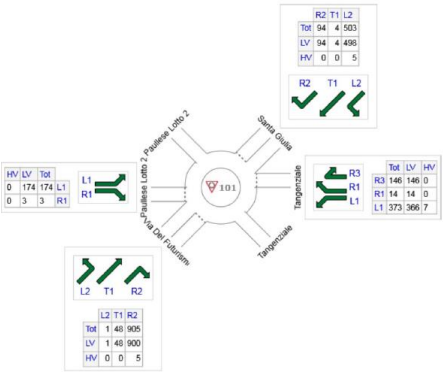 R2 T1 L2
Tot 94 4 503
LV 94 4 498
HV 0 0 5
R2 T1 L2
Paullese Lotto 2
Santa Giulia
HV LV Tot
0 174 174 L1
0 3 3 R1
L1
R1
Paullese Lotto 2
101
Tangenziale
R3
R1
L1
Tot LV HV
R3 146 146 0
R1 14 14 0
L1 373 366 7
Via Del Futurism
Tangenziale
L2 T1 R2
L2 T1 R2
Tot 1 48 905
LV 1 48 900
HV 0 0 5